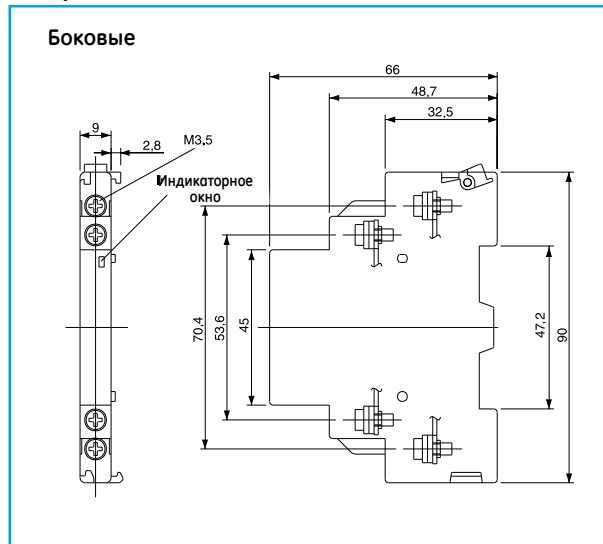 Боковые
66
48,7
32,5
9
2,8
M3.5
Индикаторное
окно
70,4
53,6
45
47,2
90